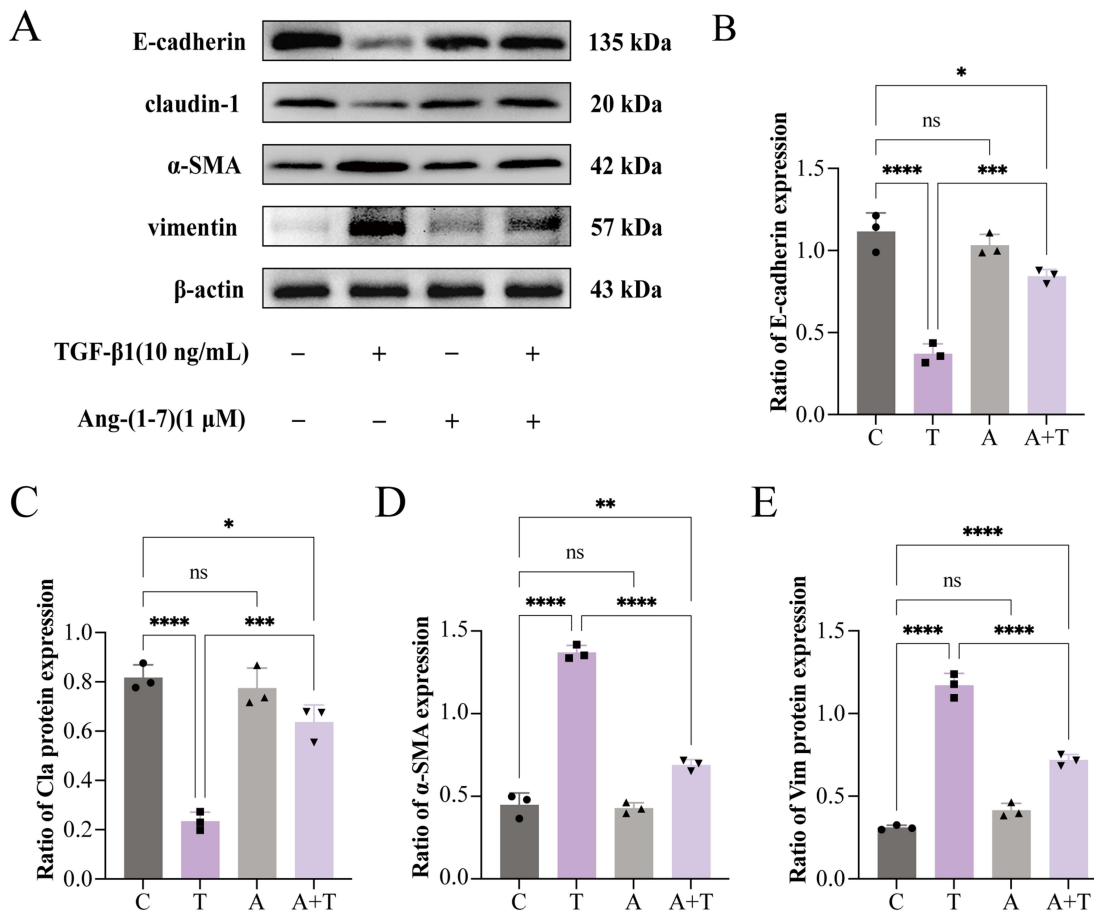 A
E-cadherin 135 kDa
claudin-1 20 kDa
α-SMA 42 kDa
vimentin 57 kDa
β-actin 43 kDa
TGF-β1(10 ng/mL) − + − +
Ang-(1-7)(1 μM) − − + +
B
*
ns
**** ***
Ratio of E-cadherin expression
1.5
1.0
0.5
0.0
C T A A+T
C
*
ns
**** ***
Ratio of Cla protein expression
1.0
0.8
0.6
0.4
0.2
0.0
C T A A+T
D
**
ns
**** ****
Ratio of α-SMA expression
1.5
1.0
0.5
0.0
C T A A+T
E
****
ns
**** ****
Ratio of Vim protein expression
1.5
1.0
0.5
0.0
C T A A+T